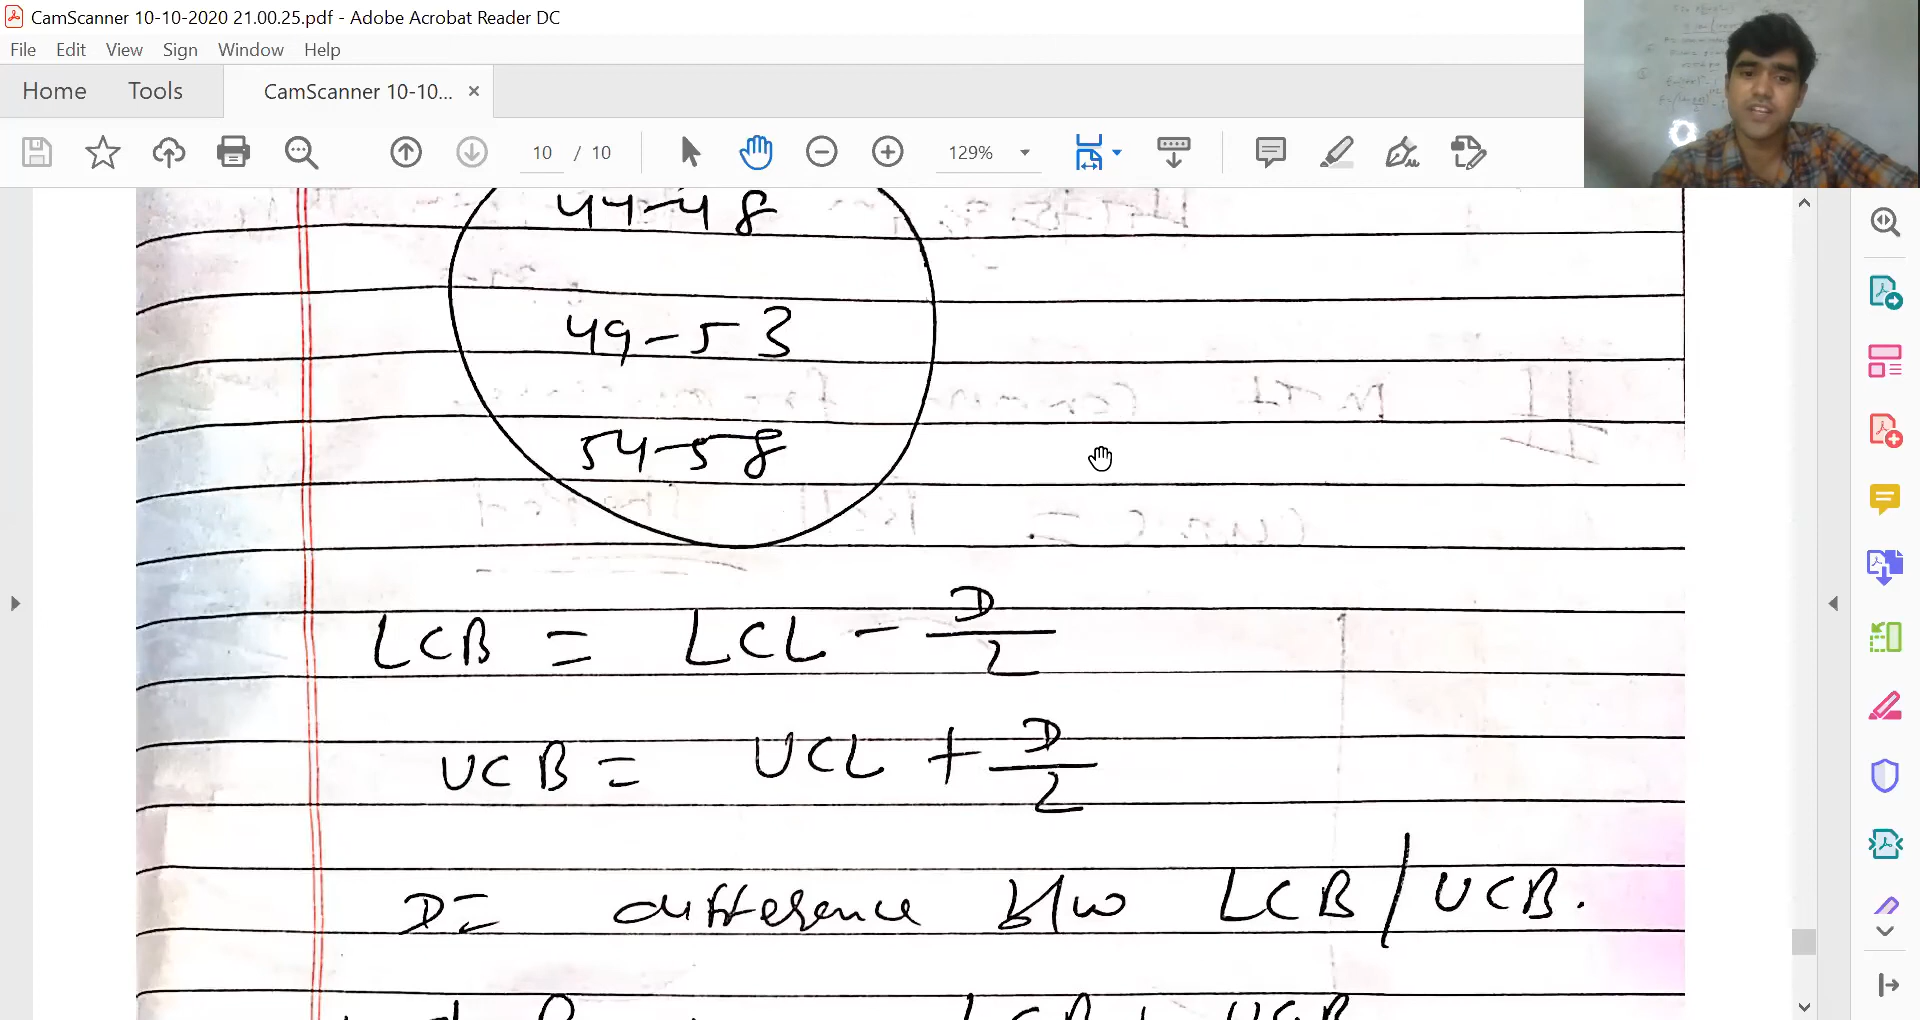 CamScanner 10-10-2020 21.00.25.pdf - Adobe Acrobat Reader DC
File Edit View Sign Window Help
Home Tools CamScanner 10-10... ×
10 / 10 129%
44-48
49-53
54-58
LCB = LCL - D/2
UCB = UCL + D/2
D = difference b/w LCB / UCB.